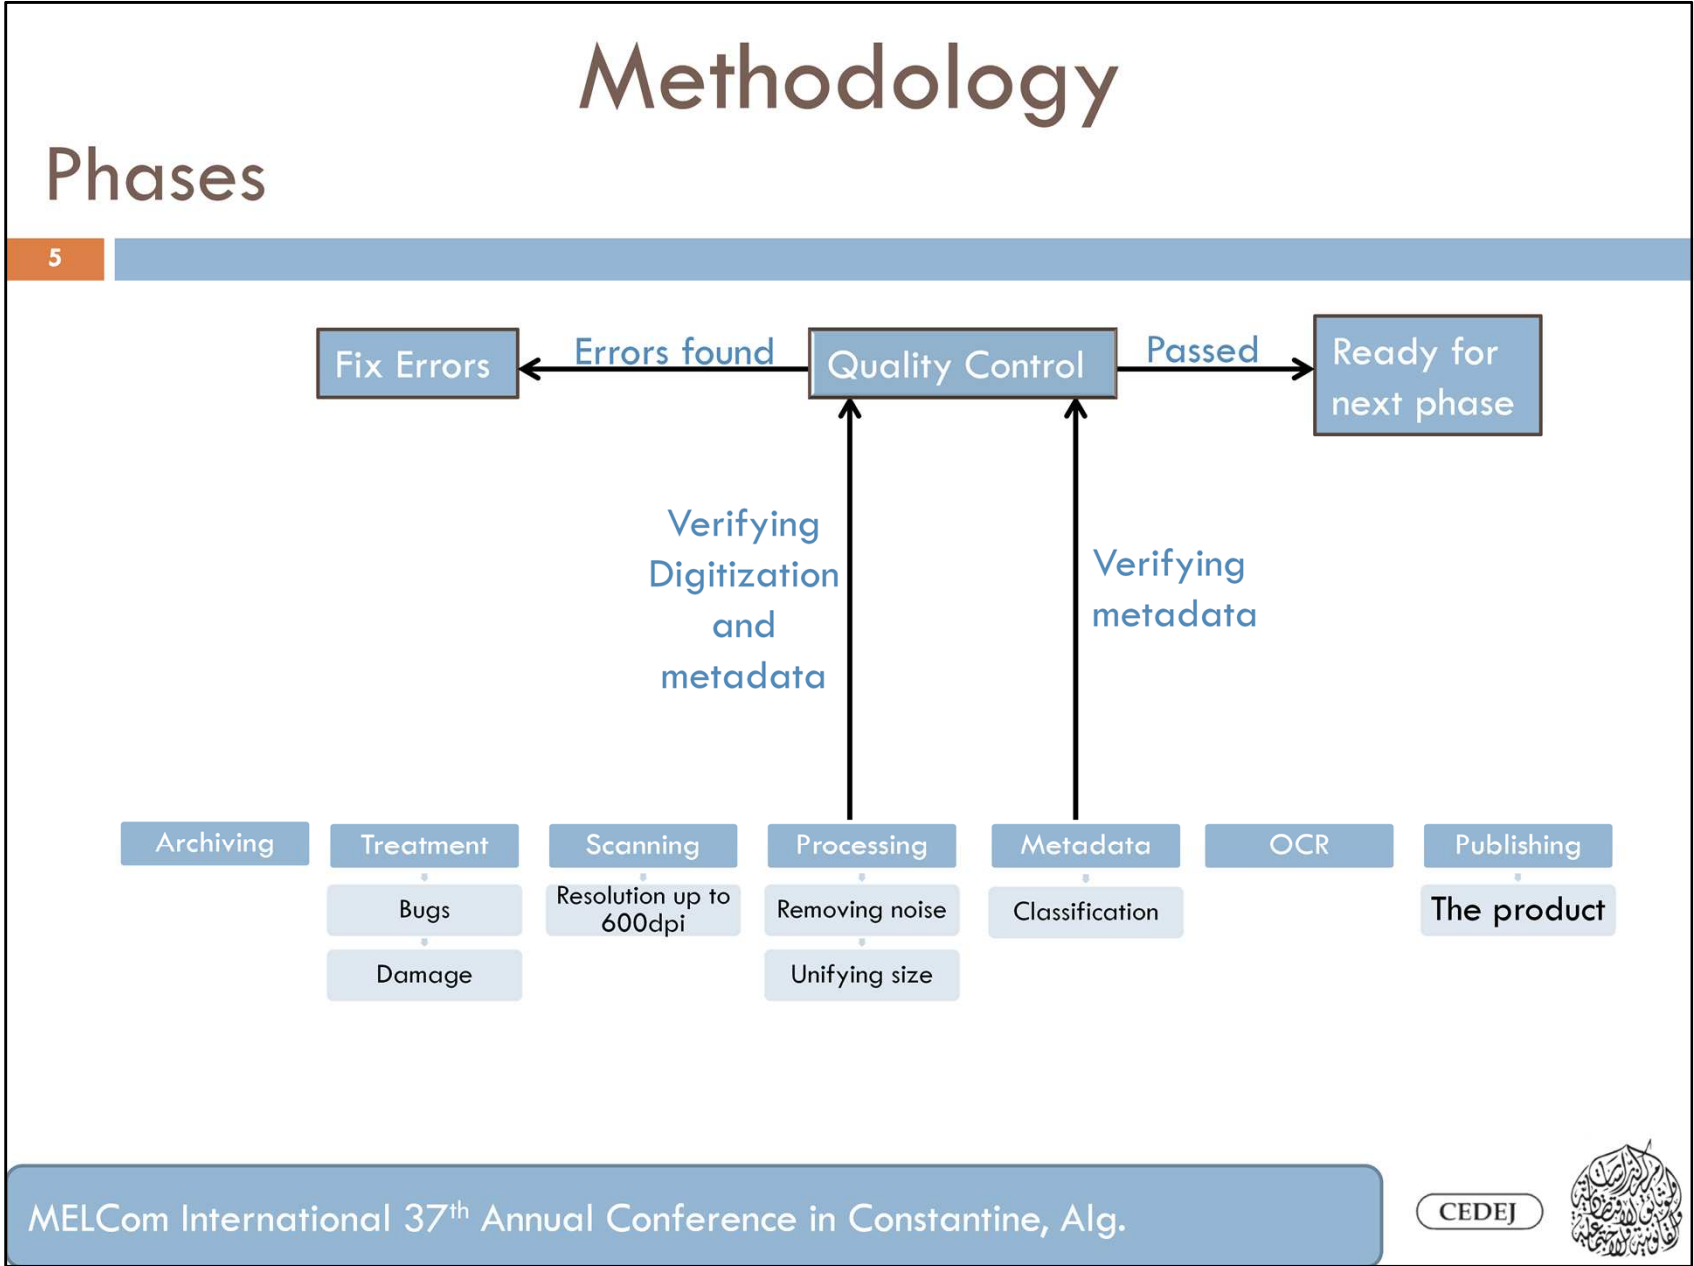 Methodology
Phases
5
Fix Errors
Errors found
Quality Control
Passed
Ready for
next phase
Verifying
Digitization
and
metadata
Verifying
metadata
Archiving
Treatment
Scanning
Processing
Metadata
OCR
Publishing
Bugs
Resolution up to
600dpi
Removing noise
Classification
The product
Damage
Unifying size
MELCom International 37th Annual Conference in Constantine, Alg.
CEDEJ